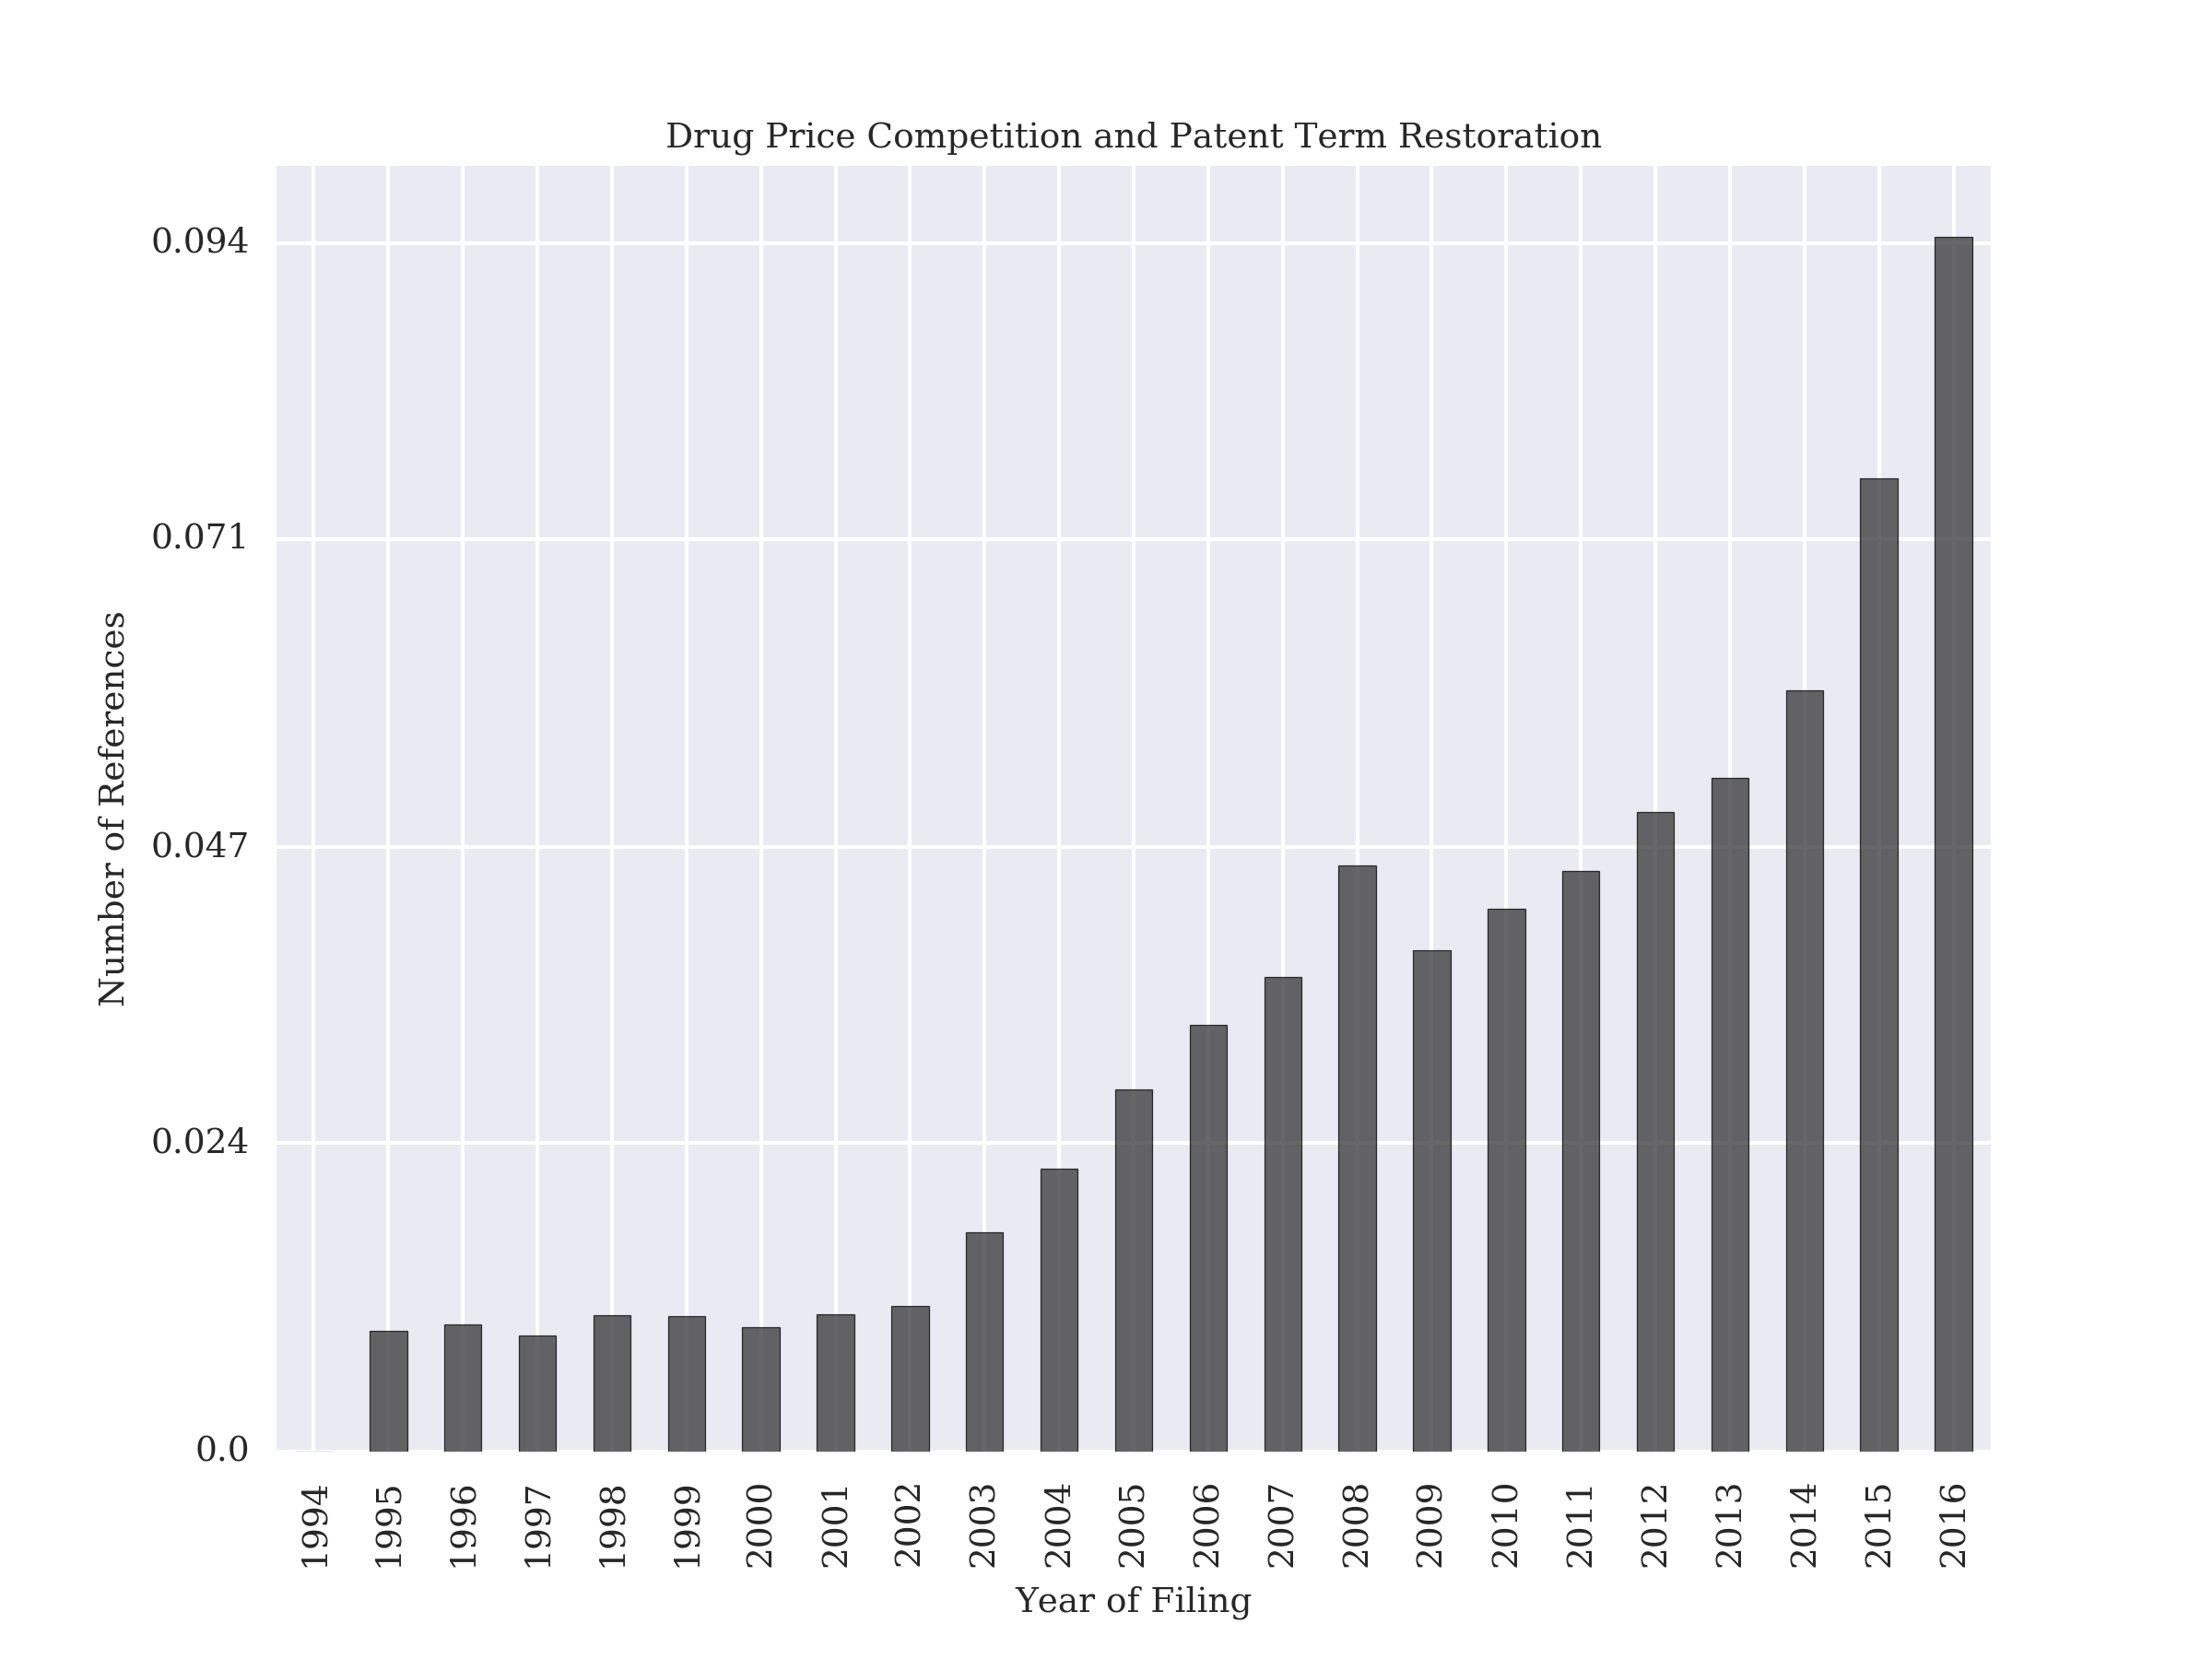 Drug Price Competition and Patent Term Restoration
0.094
0.071
0.047
0.024
0.0
Number of References
1994 1995 1996 1997 1998 1999 2000 2001 2002 2003 2004 2005 2006 2007 2008 2009 2010 2011 2012 2013 2014 2015 2016
Year of Filing